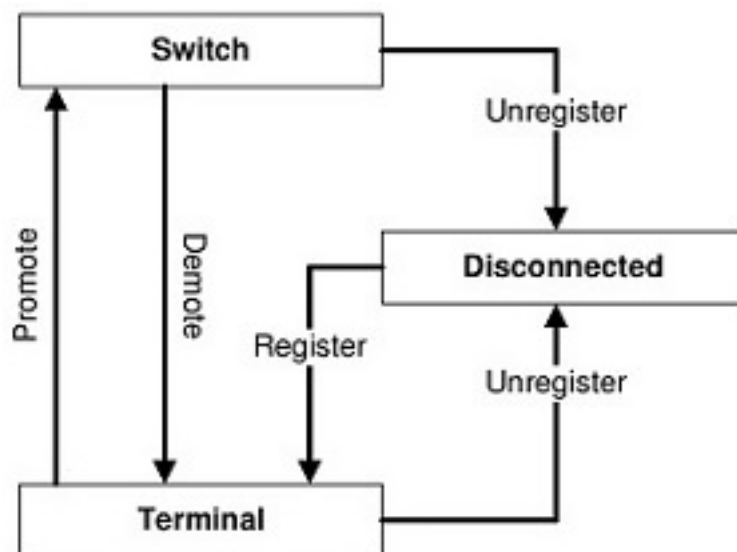 Switch
Unregister
Promote
Demote
Disconnected
Register
Unregister
Terminal